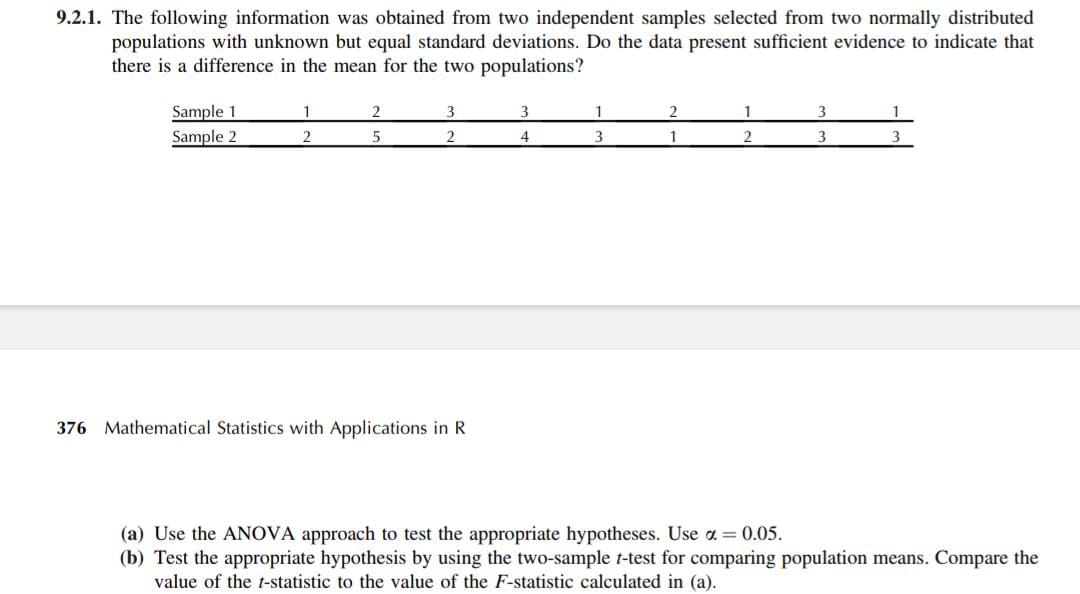 9.2.1. The following information was obtained from two independent samples selected from two normally distributed
populations with unknown but equal standard deviations. Do the data present sufficient evidence to indicate that
there is a difference in the mean for the two populations?
Sample 1 1 2 3 3 1 2 1 3 1
Sample 2 2 5 2 4 3 1 2 3 3
376 Mathematical Statistics with Applications in R
(a) Use the ANOVA approach to test the appropriate hypotheses. Use α = 0.05.
(b) Test the appropriate hypothesis by using the two-sample t-test for comparing population means. Compare the
value of the t-statistic to the value of the F-statistic calculated in (a).